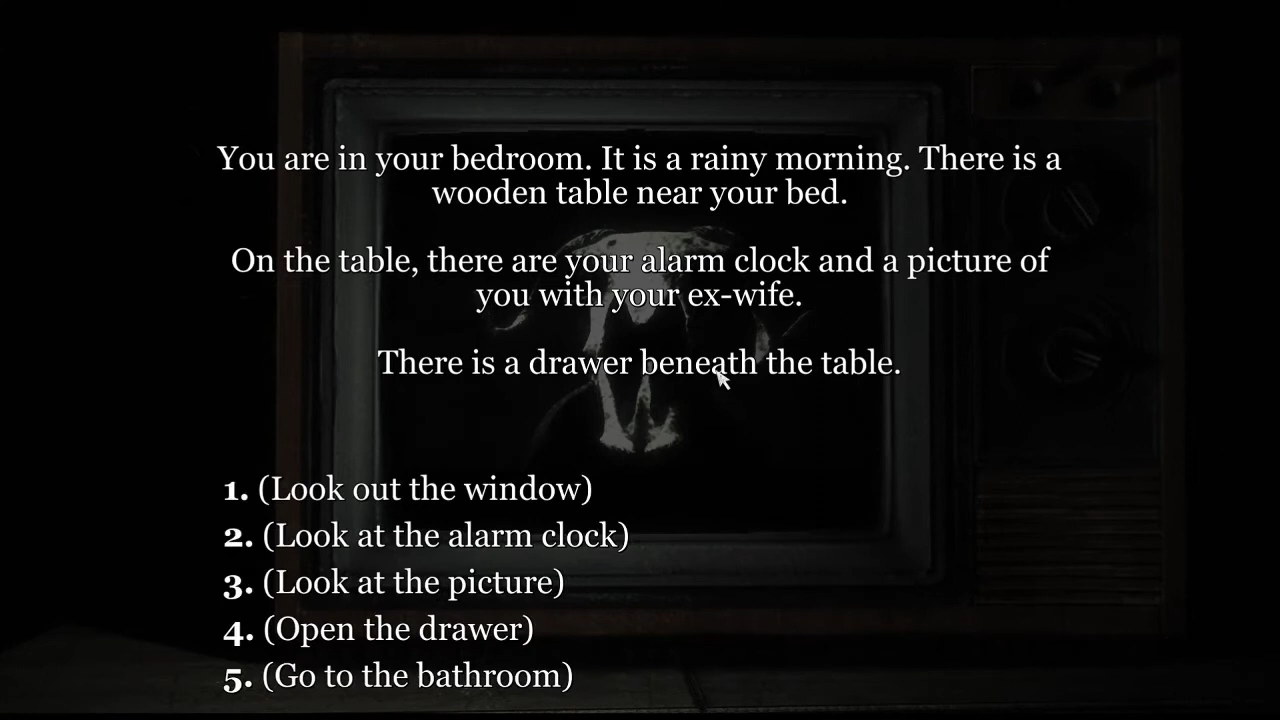 You are in your bedroom. It is a rainy morning. There is a
wooden table near your bed.
On the table, there are your alarm clock and a picture of
you with your ex-wife.
There is a drawer beneath the table.
1. (Look out the window)
2. (Look at the alarm clock)
3. (Look at the picture)
4. (Open the drawer)
5. (Go to the bathroom)